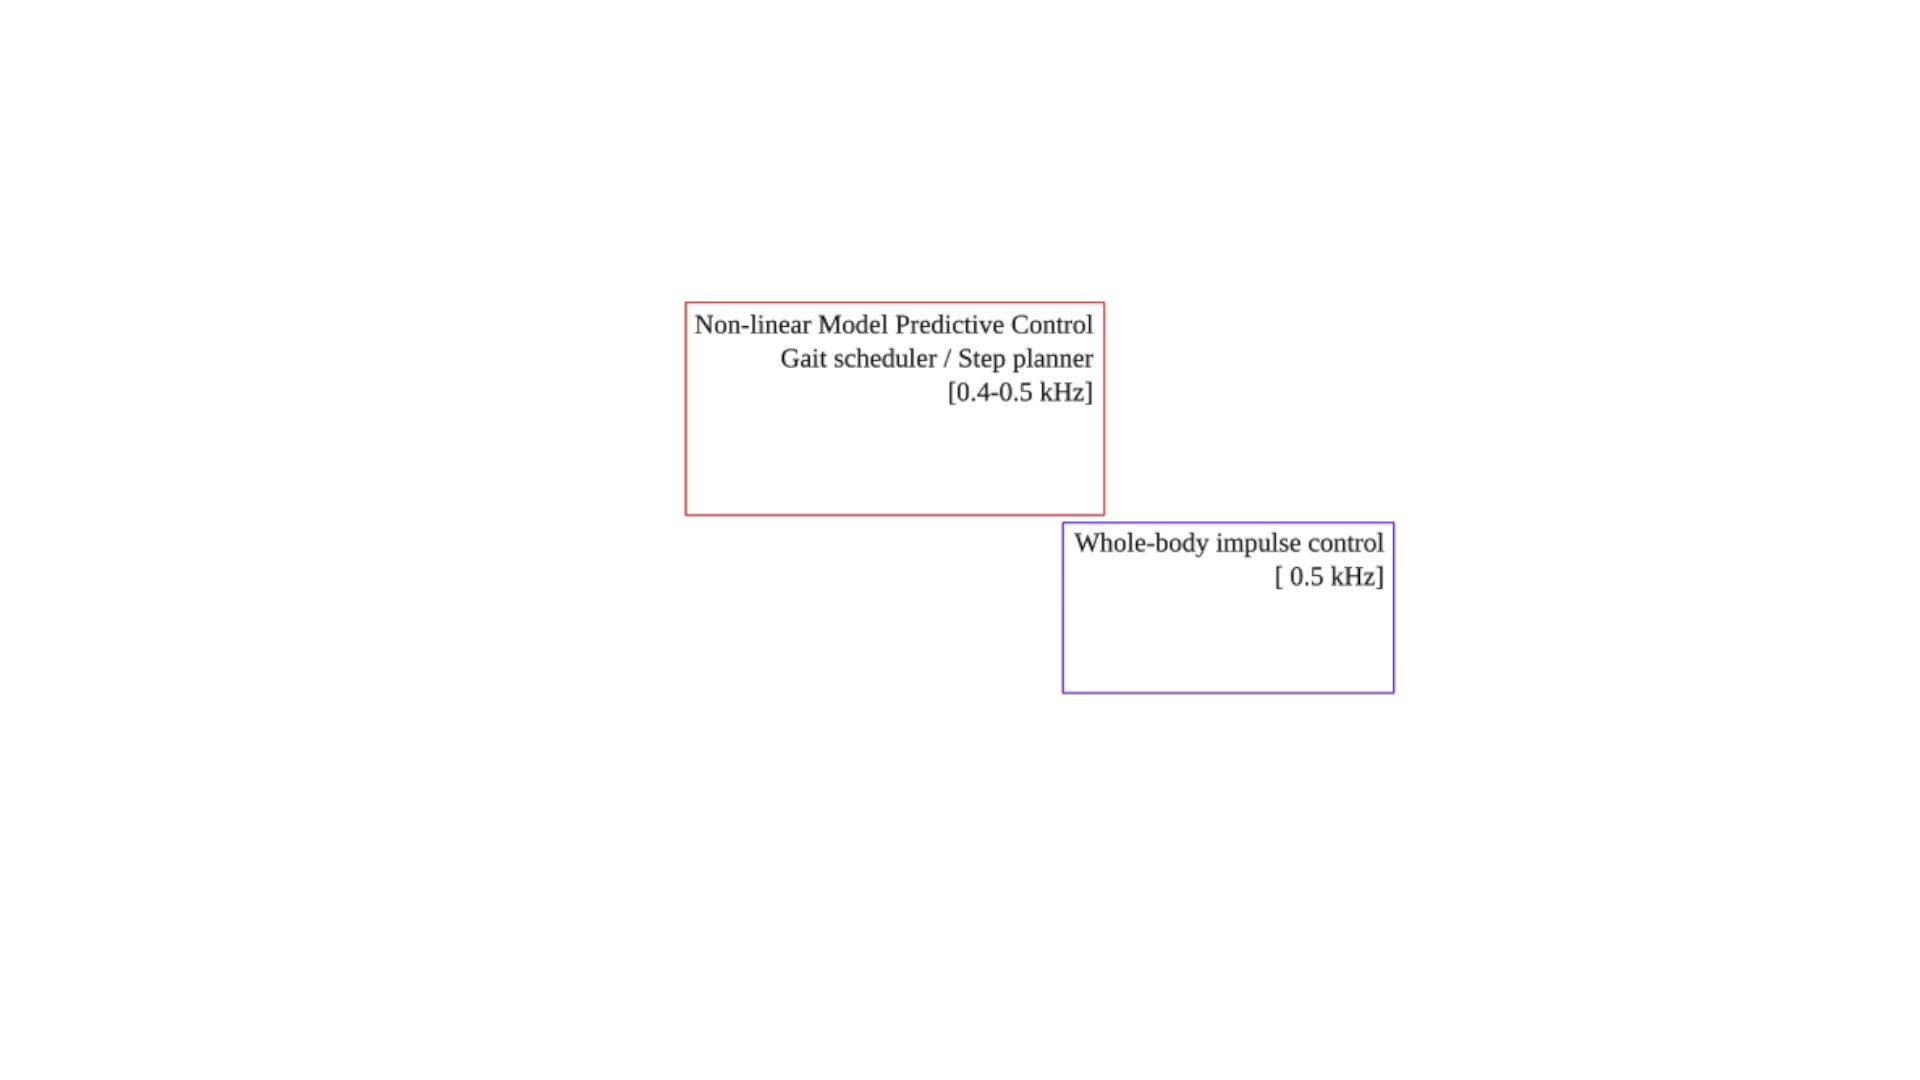 Non-linear Model Predictive Control
Gait scheduler / Step planner
[0.4-0.5 kHz]
Whole-body impulse control
[ 0.5 kHz]